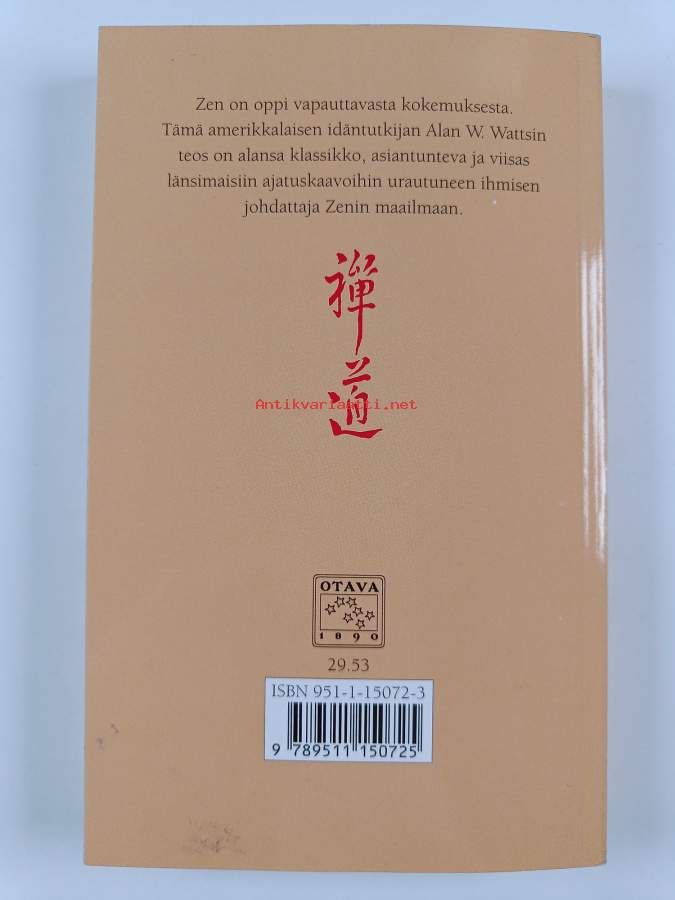 Zen on oppi vapauttavasta kokemuksesta.
Tämä amerikkalaisen idäntutkijan Alan W. Wattsin
teos on alansa klassikko, asiantunteva ja viisas
länsimaisiin ajatuskaavoihin urautuneen ihmisen
johdattaja Zenin maailmaan.
禅
道
Antikvariaatti.net
OTAVA
1890
29.53
ISBN 951-1-15072-3
9 789511 150725